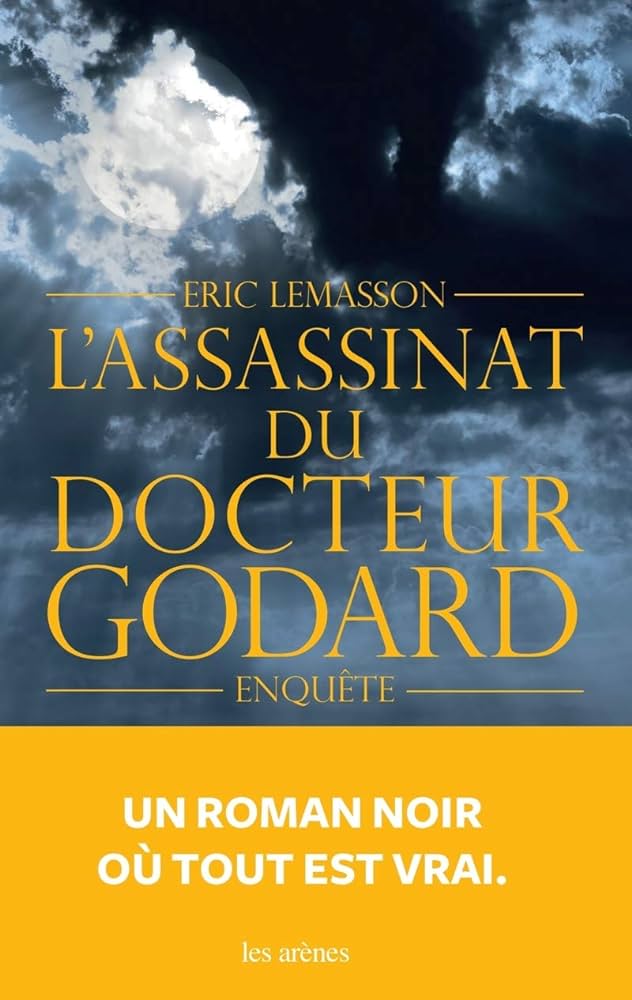 ERIC LEMASSON
L'ASSASSINAT
DU
DOCTEUR
GODARD
ENQUÊTE
UN ROMAN NOIR
OÙ TOUT EST VRAI.
les arènes